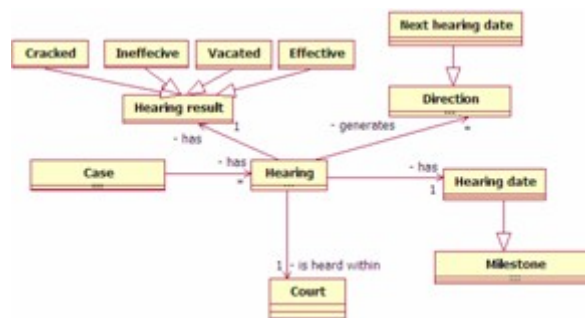 Next hearing date
Cracked
Ineffecive
Vacated
Effective
Hearing result
Direction
1
- generates
*
- has
Case
- has
*
Hearing
- has
1
Hearing date
1 - is heard within
Milestone
Court